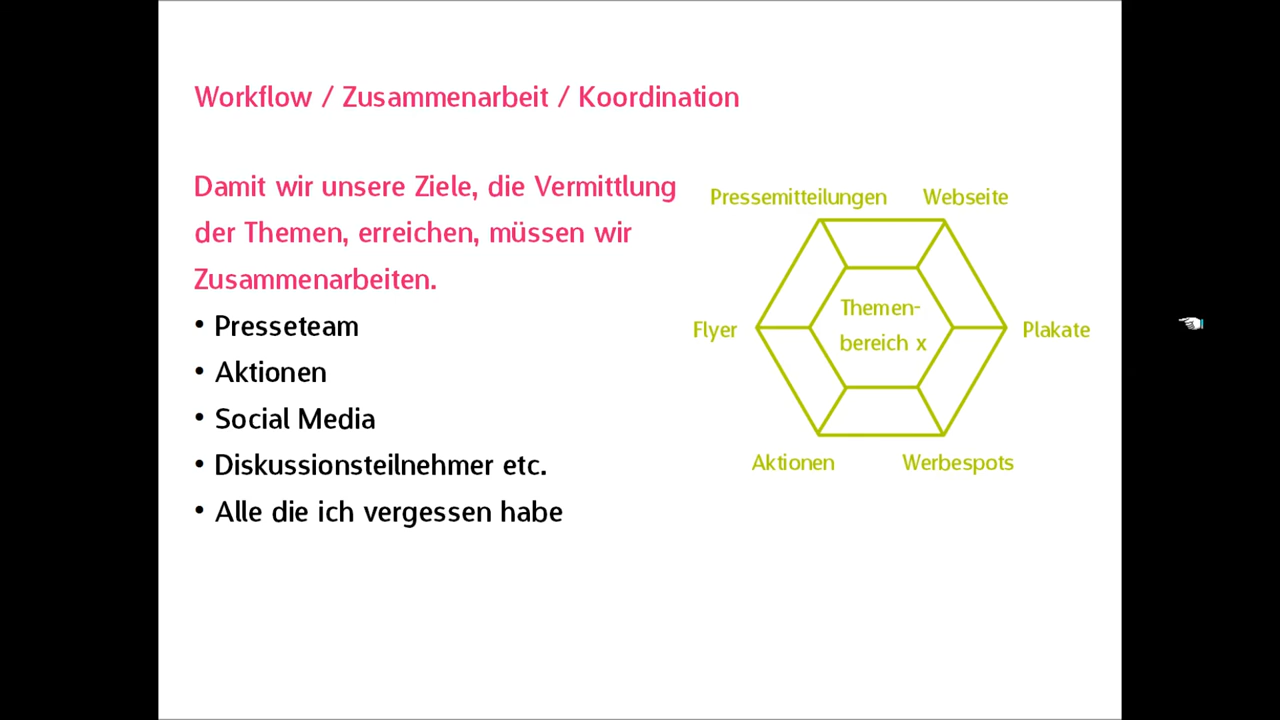 Workflow / Zusammenarbeit / Koordination
Damit wir unsere Ziele, die Vermittlung
der Themen, erreichen, müssen wir
Zusammenarbeiten.
• Presseteam
• Aktionen
• Social Media
• Diskussionsteilnehmer etc.
• Alle die ich vergessen habe
Pressemitteilungen Webseite
Themen-
bereich x
Flyer Plakate
Aktionen Werbespots